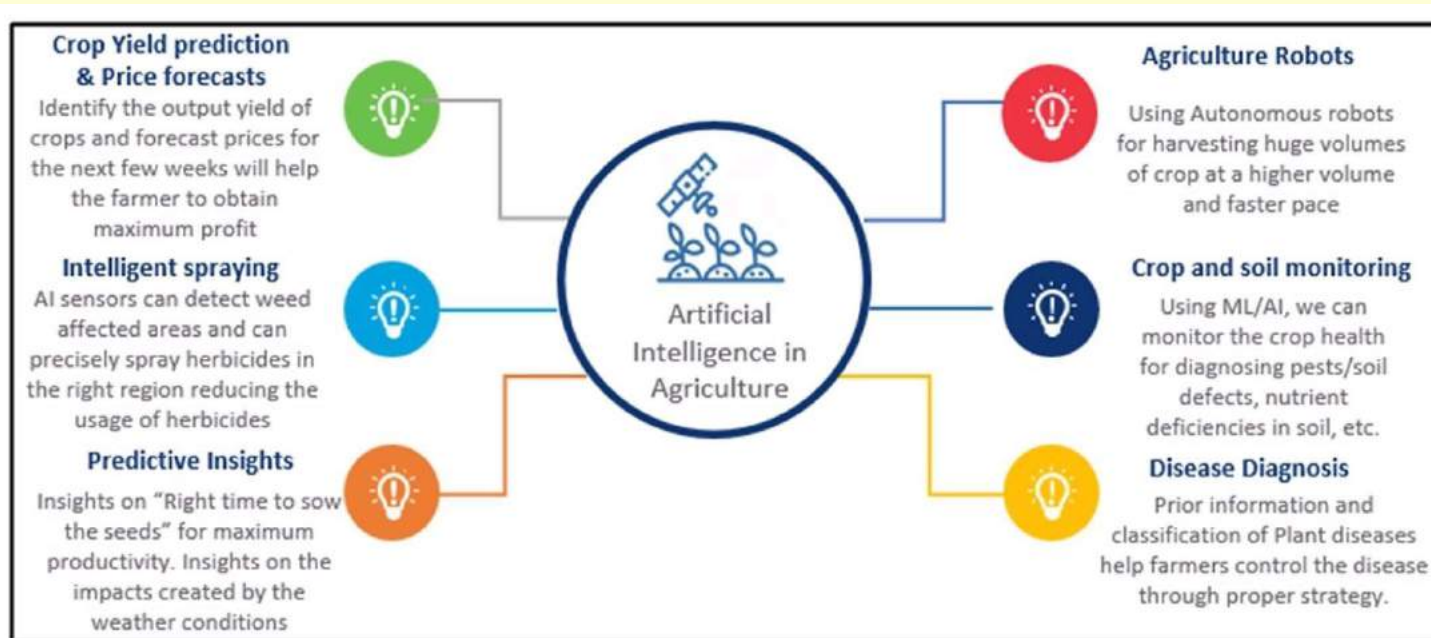 Crop Yield prediction
& Price forecasts
Identify the output yield of
crops and forecast prices for
the next few weeks will help
the farmer to obtain
maximum profit
Intelligent spraying
AI sensors can detect weed
affected areas and can
precisely spray herbicides in
the right region reducing the
usage of herbicides
Predictive Insights
Insights on “Right time to sow
the seeds” for maximum
productivity. Insights on the
impacts created by the
weather conditions
Artificial
Intelligence in
Agriculture
Agriculture Robots
Using Autonomous robots
for harvesting huge volumes
of crop at a higher volume
and faster pace
Crop and soil monitoring
Using ML/AI, we can
monitor the crop health
for diagnosing pests/soil
defects, nutrient
deficiencies in soil, etc.
Disease Diagnosis
Prior information and
classification of Plant diseases
help farmers control the disease
through proper strategy.